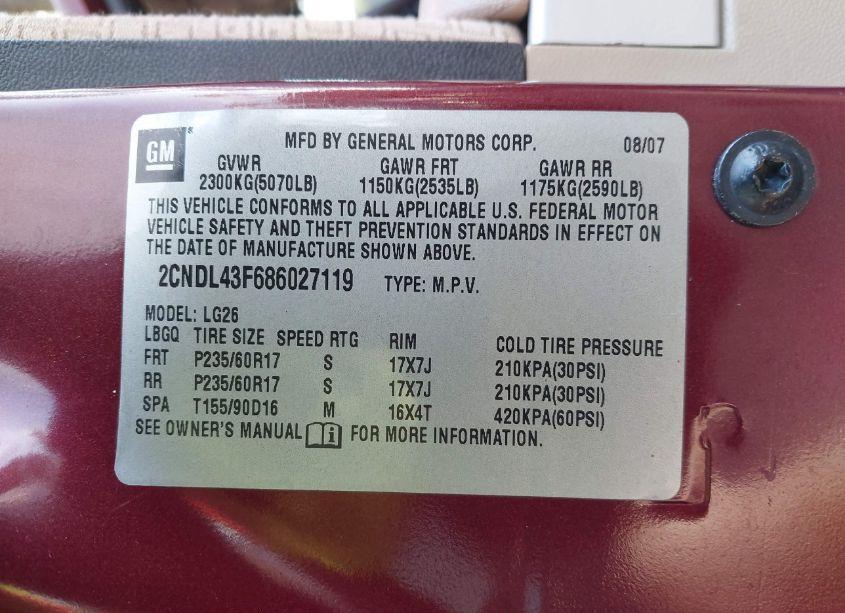 GM
MFD BY GENERAL MOTORS CORP. 08/07
GVWR GAWR FRT GAWR RR
2300KG(5070LB) 1150KG(2535LB) 1175KG(2590LB)
THIS VEHICLE CONFORMS TO ALL APPLICABLE U.S. FEDERAL MOTOR
VEHICLE SAFETY AND THEFT PREVENTION STANDARDS IN EFFECT ON
THE DATE OF MANUFACTURE SHOWN ABOVE.
2CNDL43F686027119 TYPE: M.P.V.
MODEL: LG26
LBGQ TIRE SIZE SPEED RTG RIM COLD TIRE PRESSURE
FRT P235/60R17 S 17X7J 210KPA(30PSI)
RR P235/60R17 S 17X7J 210KPA(30PSI)
SPA T155/90D16 M 16X4T 420KPA(60PSI)
SEE OWNER'S MANUAL FOR MORE INFORMATION.